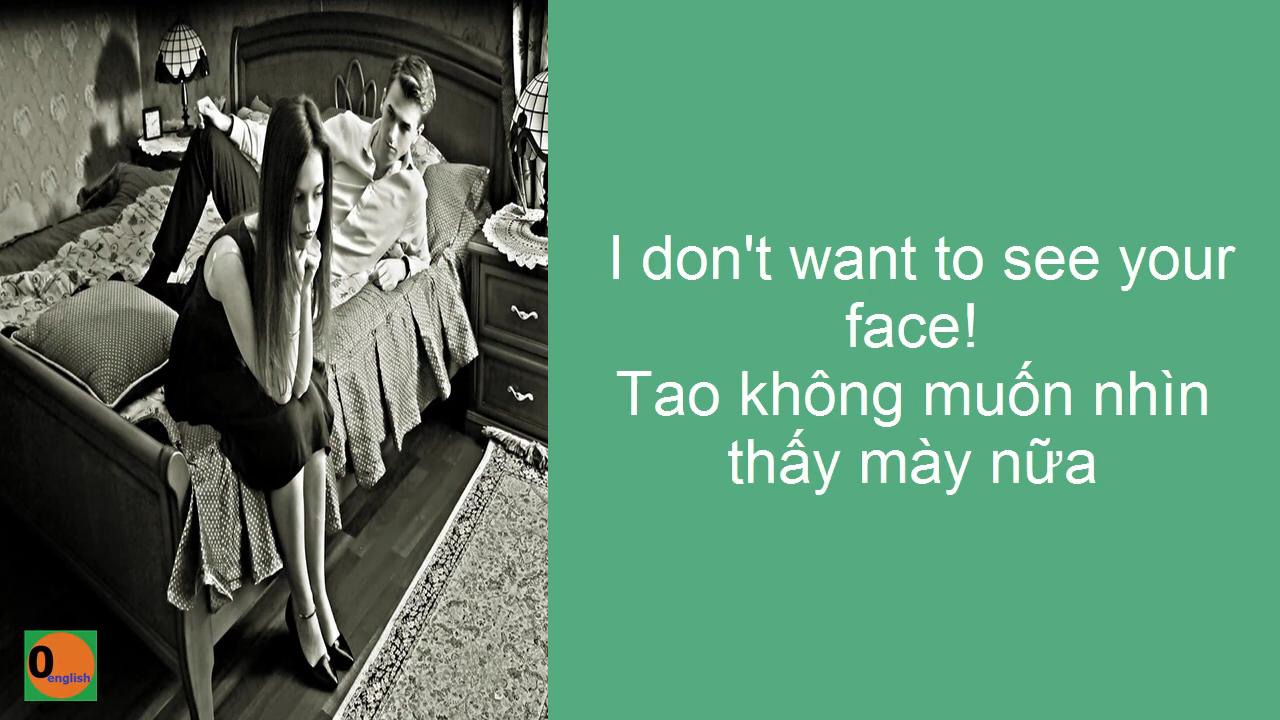 I don't want to see your
face!
Tao không muốn nhìn
thấy mày nữa
0
english